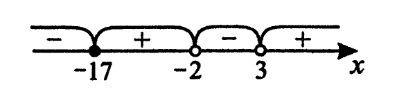 − + − +
−17 −2 3 x